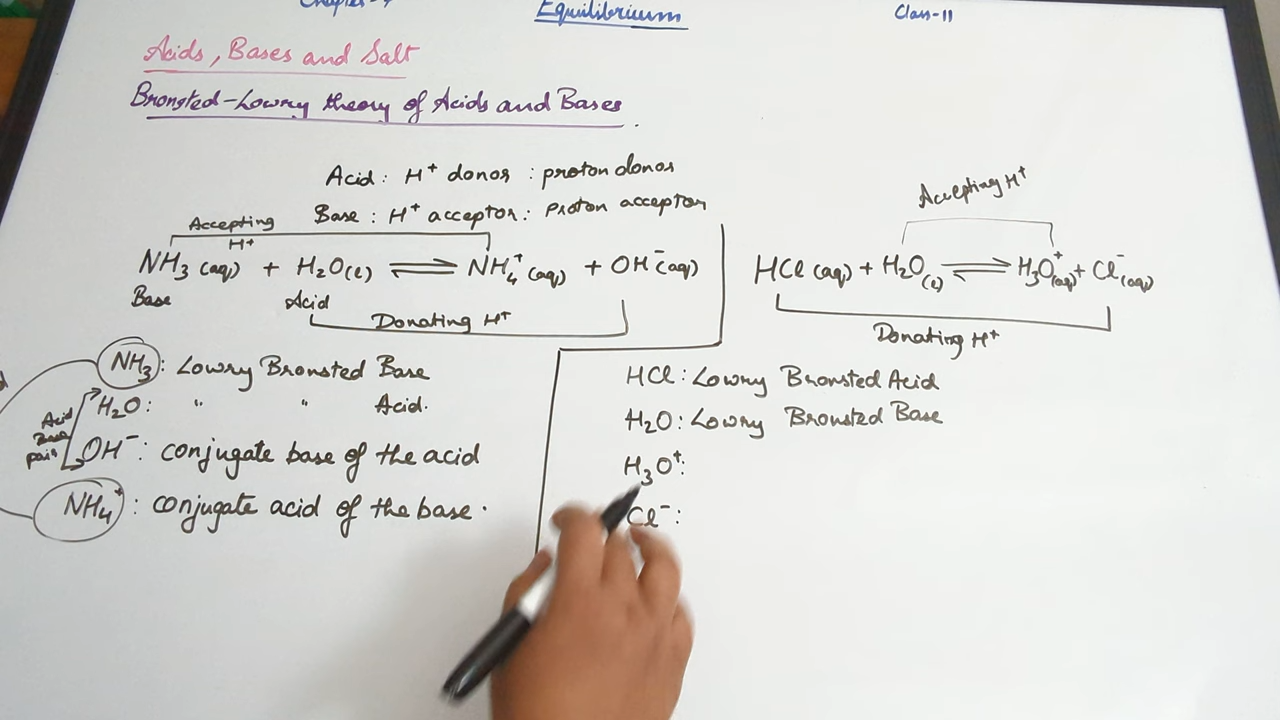 Chapter-7
Equilibrium
Class-11
Acids, Bases and Salt
Bronsted-Lowry theory of Acids and Bases
Acid : H⁺ donor : proton donor
Base : H⁺ acceptor : Proton acceptor
Accepting H⁺
NH₃ (aq) + H₂O(l) ⇌ NH₄⁺ (aq) + OH⁻(aq)
Base Acid
Donating H⁺
NH₃ : Lowry Bronsted Base
H₂O : " " Acid.
OH⁻ : conjugate base of the acid
NH₄⁺ : conjugate acid of the base.
Acid
Base
pair
Accepting H⁺
HCl (aq) + H₂O(l) ⇌ H₃O⁺(aq) + Cl⁻(aq)
Donating H⁺
HCl : Lowry Bronsted Acid
H₂O : Lowry Bronsted Base
H₃O⁺:
Cl⁻ :